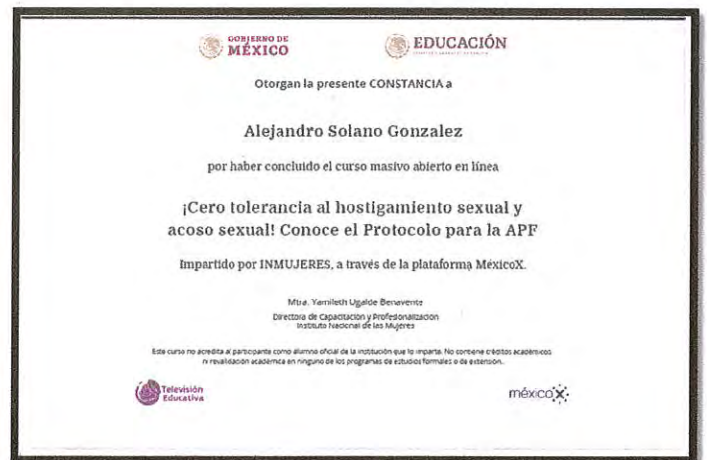 GOBIERNO DE
MÉXICO
EDUCACIÓN
Otorgan la presente CONSTANCIA a
Alejandro Solano Gonzalez
por haber concluido el curso masivo abierto en línea
¡Cero tolerancia al hostigamiento sexual y
acoso sexual! Conoce el Protocolo para la APF
Impartido por INMUJERES, a través de la plataforma MéxicoX.
Mtra. Yamileth Ugalde Benavente
Directora de Capacitación y Profesionalización
Instituto Nacional de las Mujeres
Este curso no acredita al participante como alumno oficial de la institución que lo imparte. No contiene créditos académicos
ni revalidación académica en ninguno de los programas de estudios formales o de extensión.
Televisión
Educativa
méxicox